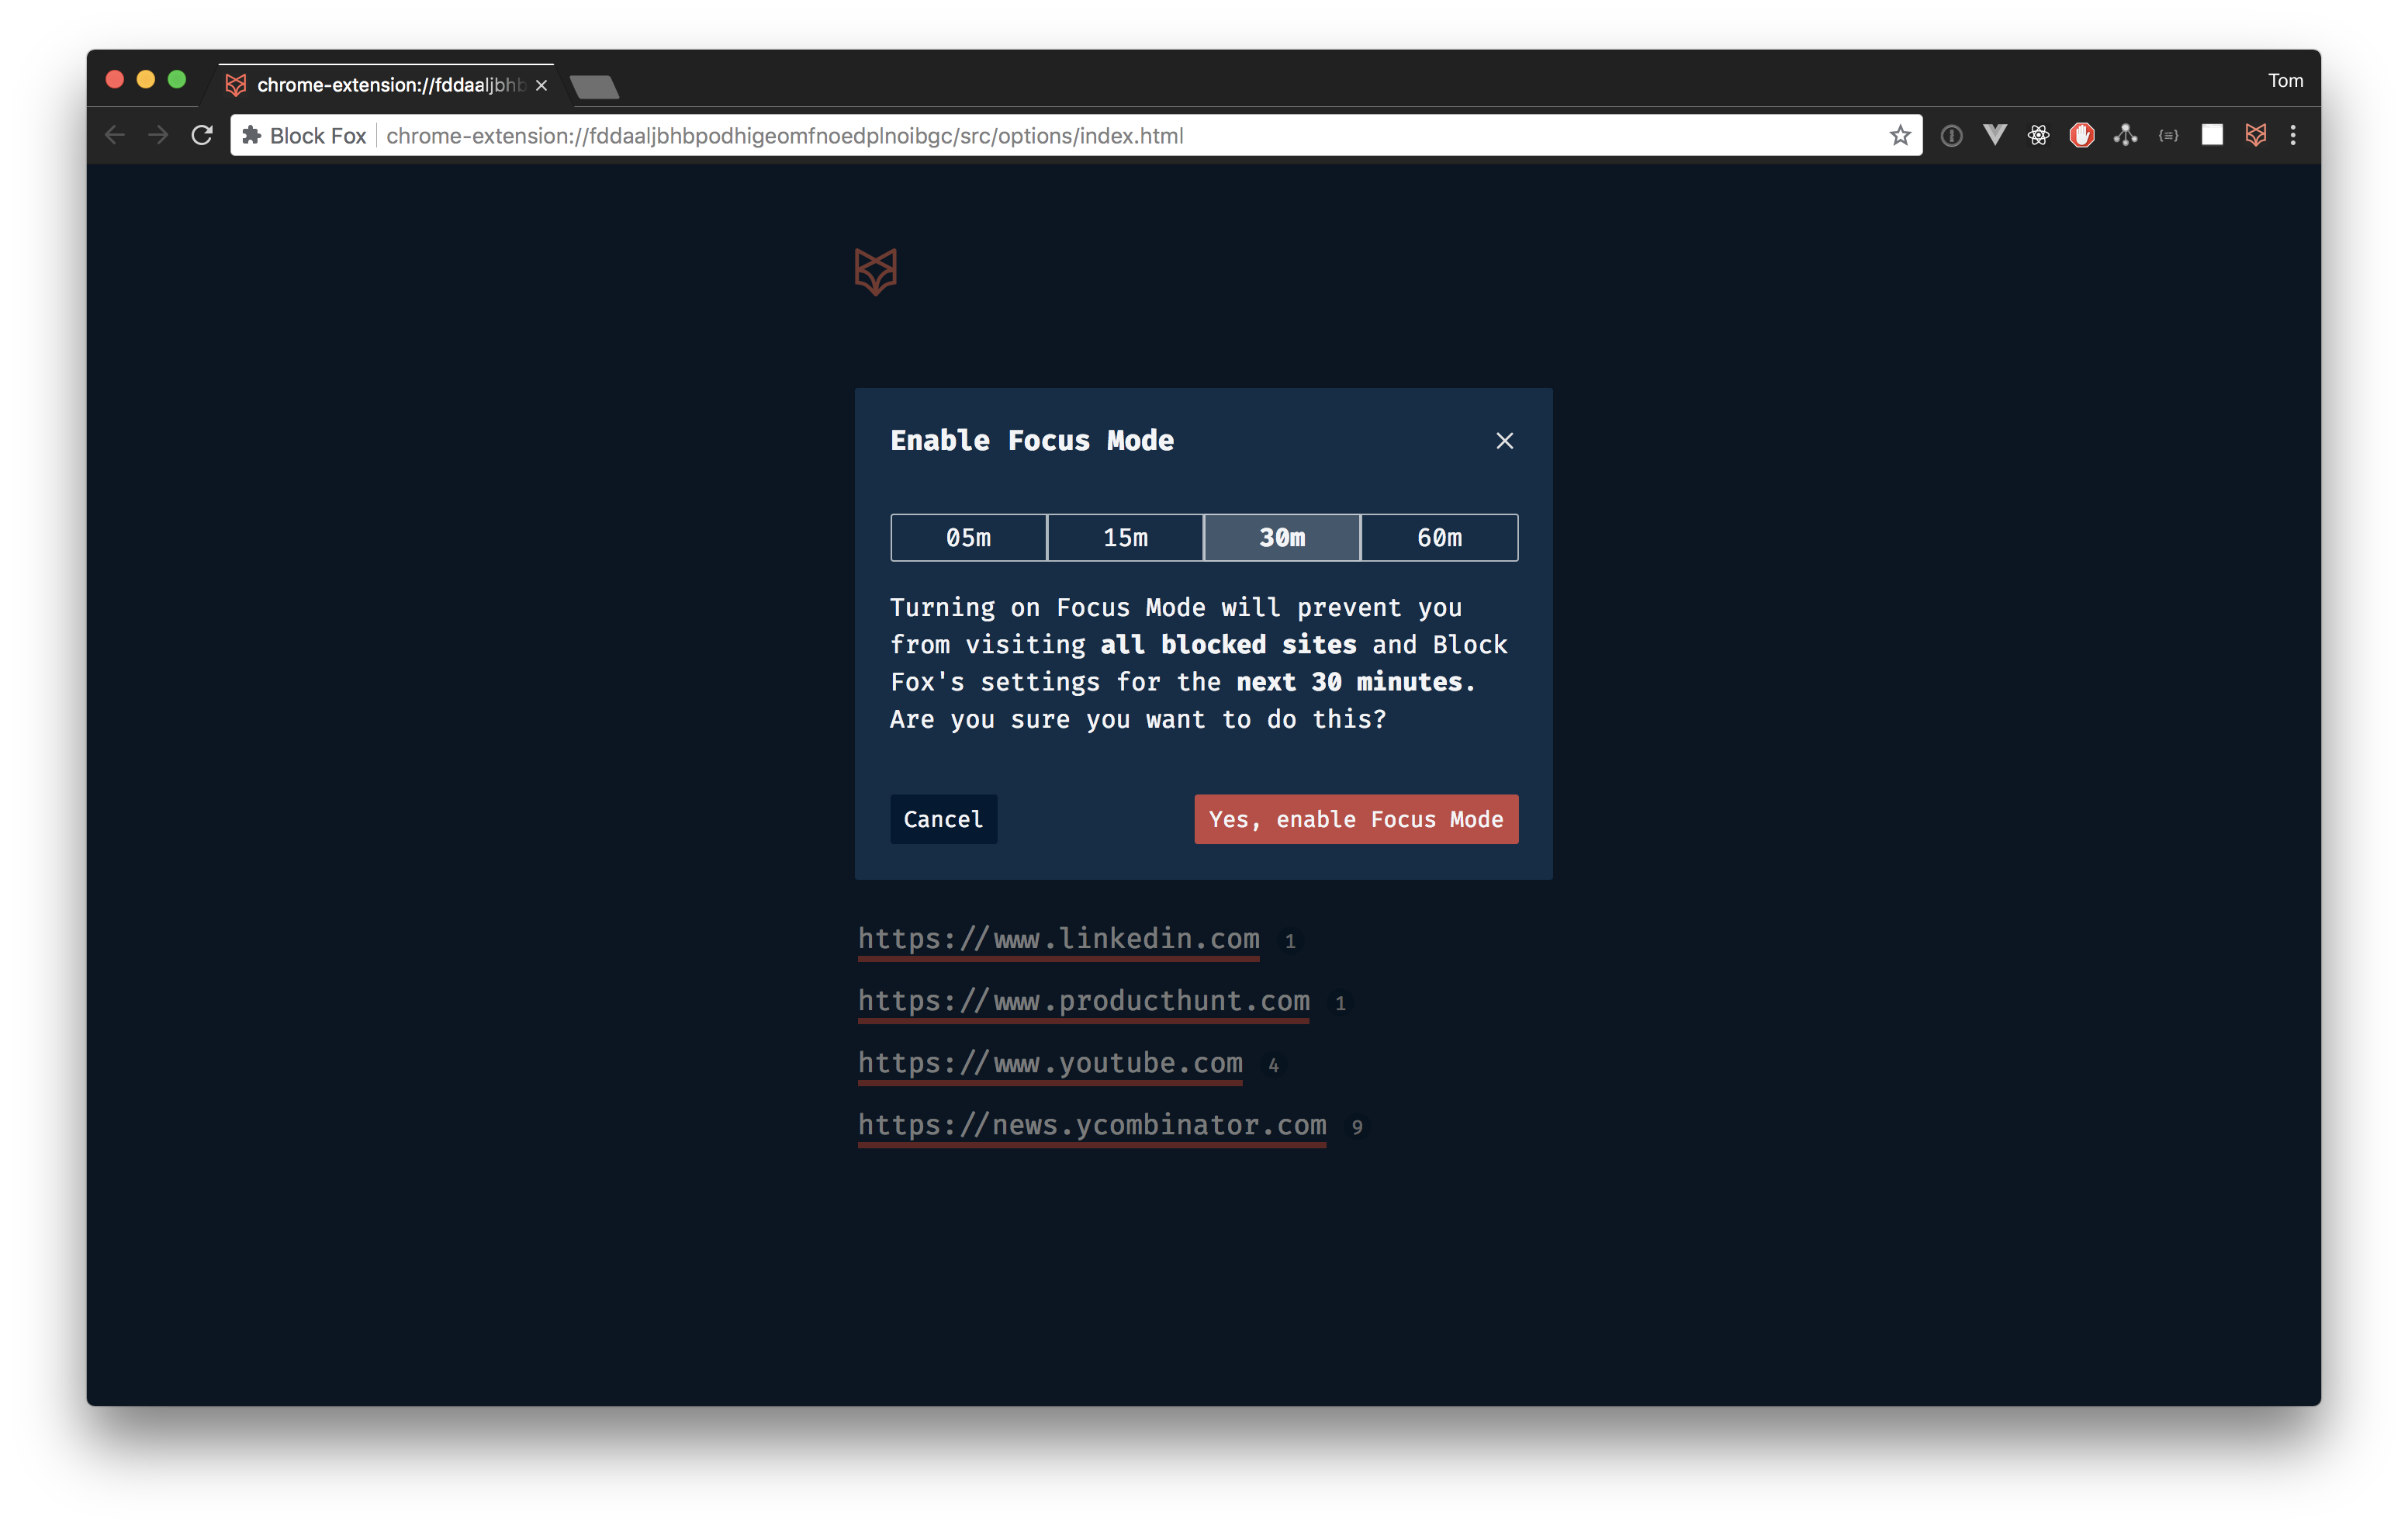 chrome-extension://fddaaljbhb
Tom
Block Fox
chrome-extension://fddaaljbhbpodhigeomfnoedplnoibgc/src/options/index.html
Enable Focus Mode
05m
15m
30m
60m
Turning on Focus Mode will prevent you
from visiting all blocked sites and Block
Fox's settings for the next 30 minutes.
Are you sure you want to do this?
Cancel
Yes, enable Focus Mode
https://www.linkedin.com 1
https://www.producthunt.com 1
https://www.youtube.com 4
https://news.ycombinator.com 9